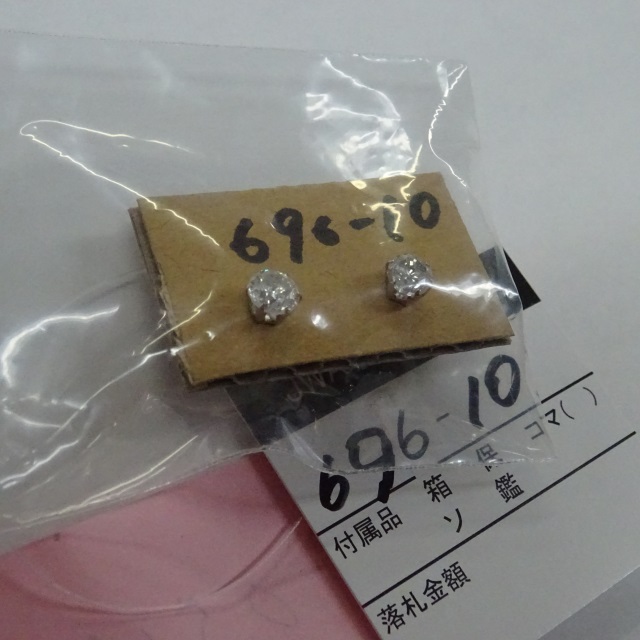 696-10
696-10
付属品 箱 保 コマ( )
ソ 鑑
落札金額